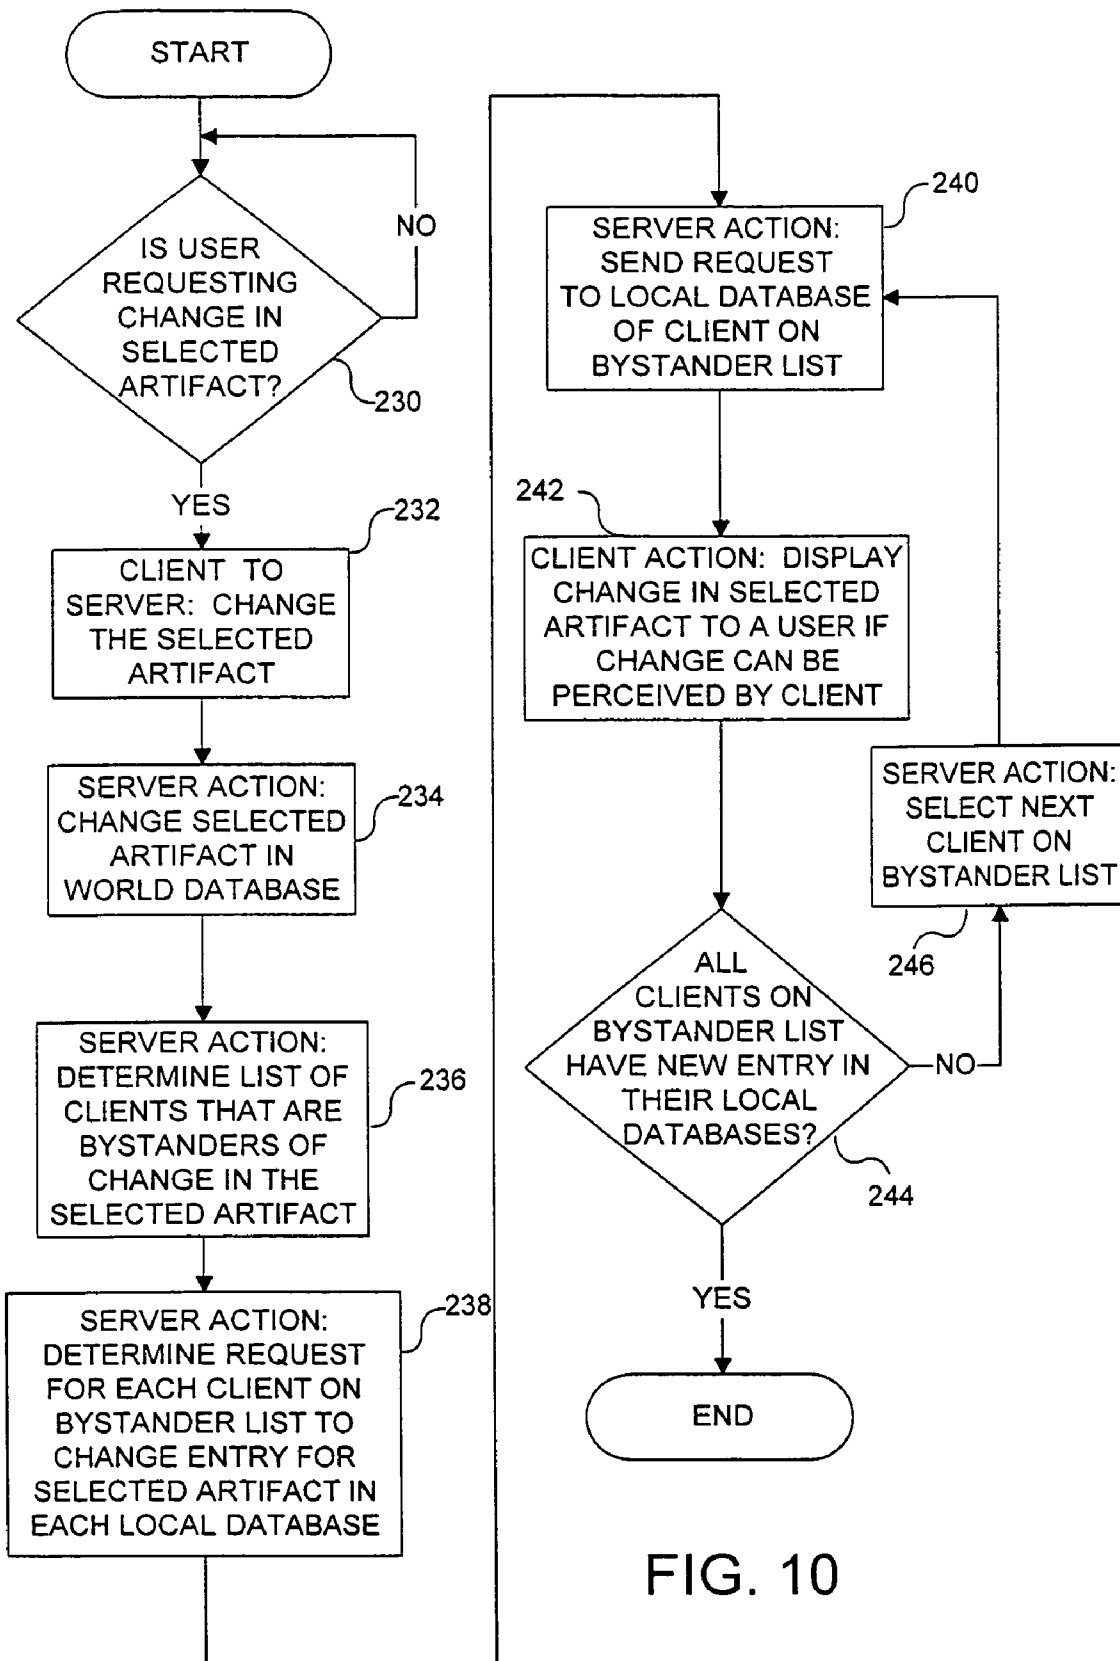 START
NO
IS USER
REQUESTING
CHANGE IN
SELECTED
ARTIFACT?
230
YES
232
CLIENT TO
SERVER: CHANGE
THE SELECTED
ARTIFACT
SERVER ACTION:
CHANGE SELECTED
ARTIFACT IN
WORLD DATABASE
234
SERVER ACTION:
DETERMINE LIST OF
CLIENTS THAT ARE
BYSTANDERS OF
CHANGE IN THE
SELECTED ARTIFACT
236
SERVER ACTION:
DETERMINE REQUEST
FOR EACH CLIENT ON
BYSTANDER LIST TO
CHANGE ENTRY FOR
SELECTED ARTIFACT IN
EACH LOCAL DATABASE
238
240
SERVER ACTION:
SEND REQUEST
TO LOCAL DATABASE
OF CLIENT ON
BYSTANDER LIST
242
CLIENT ACTION: DISPLAY
CHANGE IN SELECTED
ARTIFACT TO A USER IF
CHANGE CAN BE
PERCEIVED BY CLIENT
SERVER ACTION:
SELECT NEXT
CLIENT ON
BYSTANDER LIST
246
ALL
CLIENTS ON
BYSTANDER LIST
HAVE NEW ENTRY IN
THEIR LOCAL
DATABASES?
NO
244
YES
END
FIG. 10